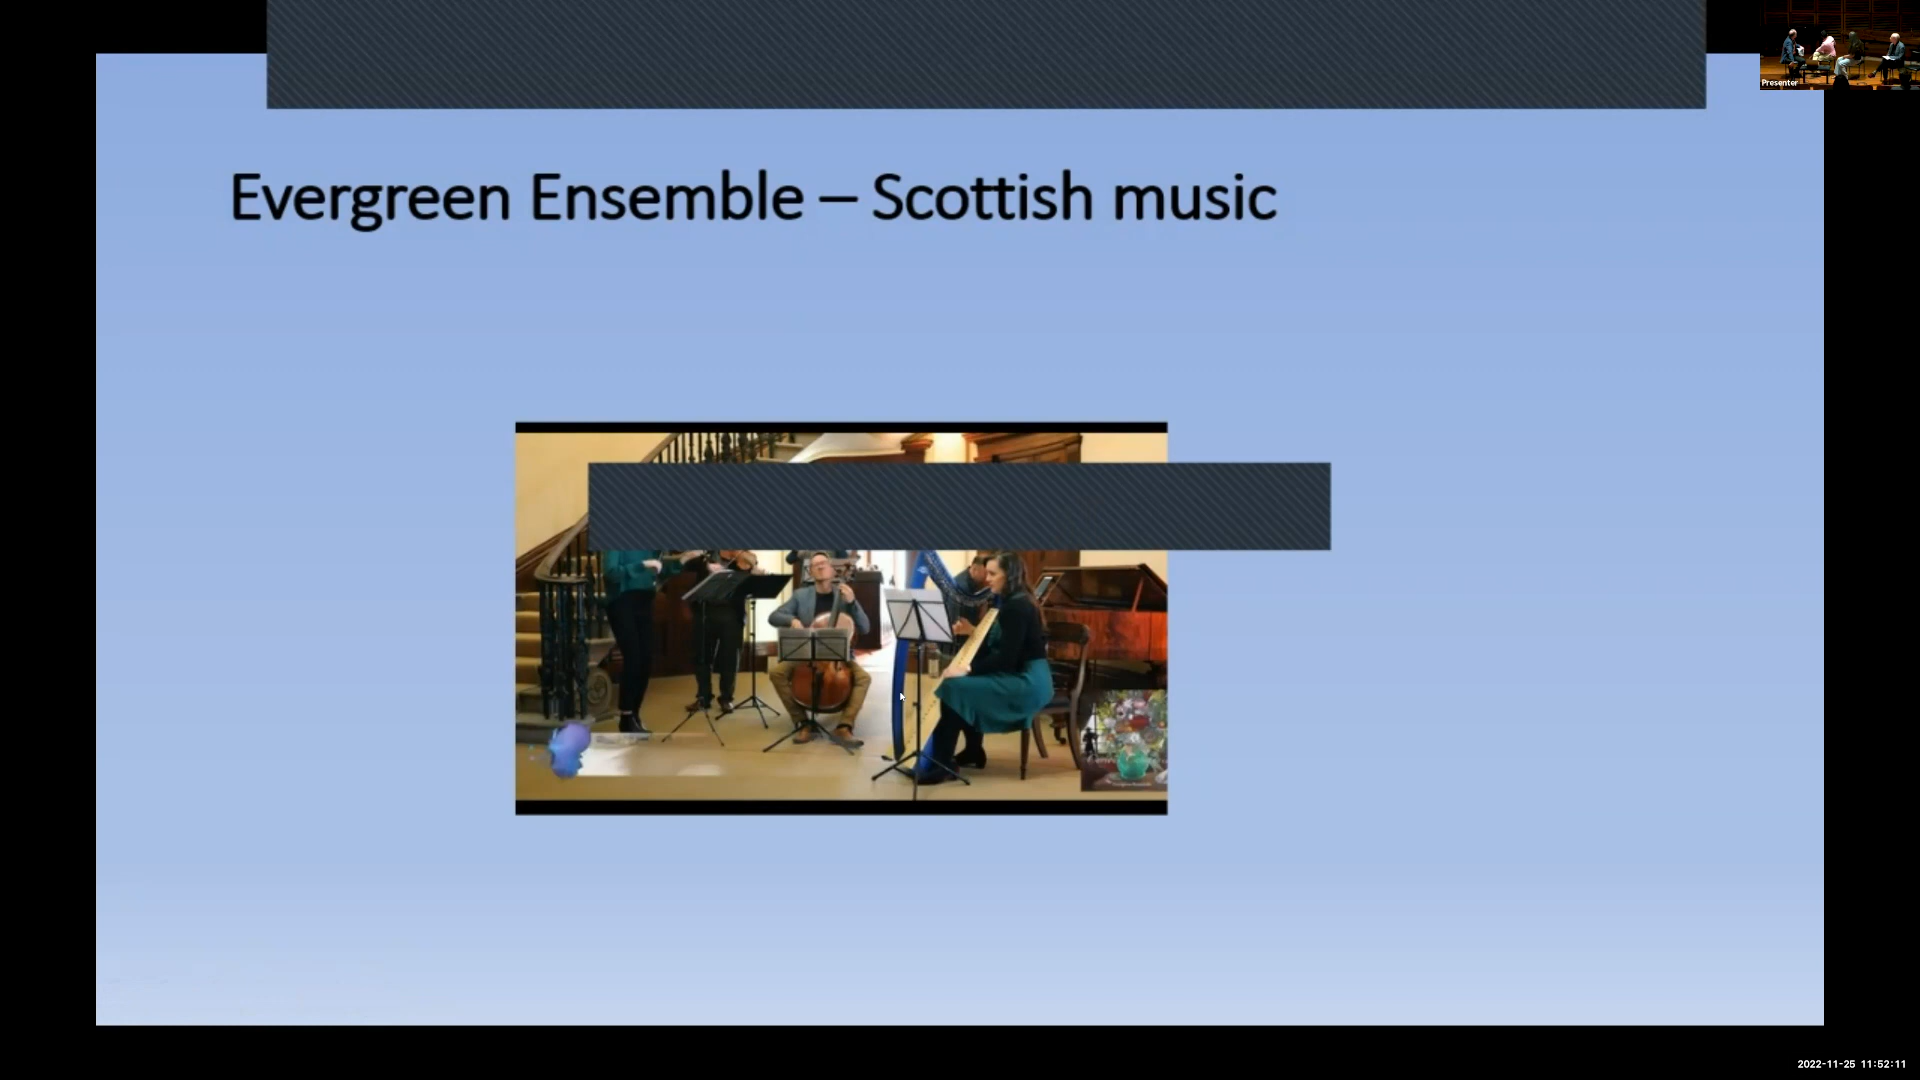 Presenter
Evergreen Ensemble – Scottish music
2022-11-25 11:52:11